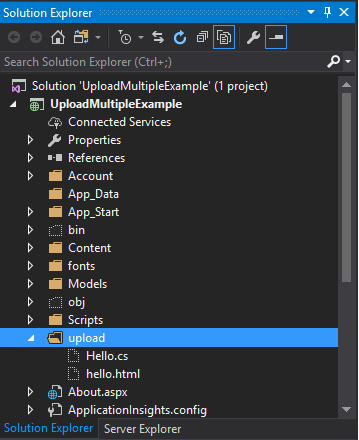 Solution Explorer
Search Solution Explorer (Ctrl+;)
Solution 'UploadMultipleExample' (1 project)
UploadMultipleExample
Connected Services
Properties
References
Account
App_Data
App_Start
bin
Content
fonts
Models
obj
Scripts
upload
Hello.cs
hello.html
About.aspx
ApplicationInsights.config
Solution Explorer Server Explorer